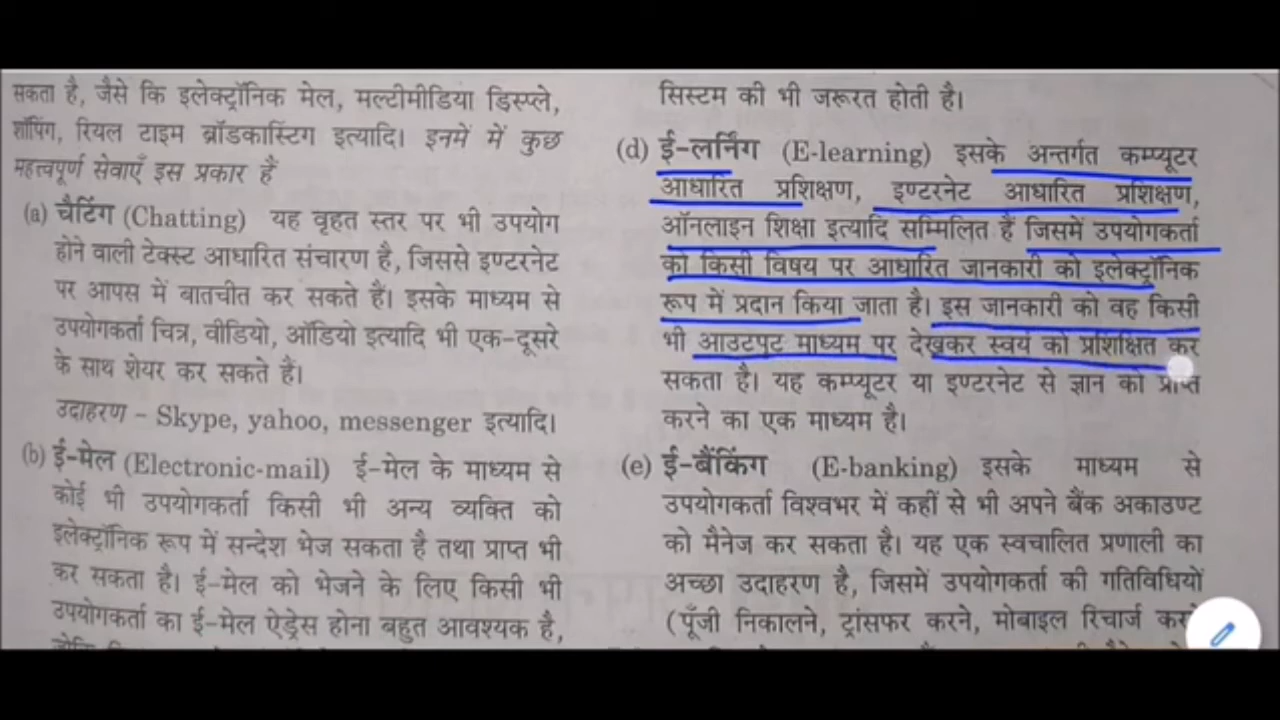 सकता है, जैसे कि इलेक्ट्रॉनिक मेल, मल्टीमीडिया डिस्प्ले,
शॉपिंग, रियल टाइम ब्रॉडकास्टिंग इत्यादि। इनमें में कुछ
महत्वपूर्ण सेवाएँ इस प्रकार हैं
(a) चैटिंग (Chatting) यह वृहत स्तर पर भी उपयोग
होने वाली टेक्स्ट आधारित संचारण है, जिससे इण्टरनेट
पर आपस में बातचीत कर सकते हैं। इसके माध्यम से
उपयोगकर्ता चित्र, वीडियो, ऑडियो इत्यादि भी एक-दूसरे
के साथ शेयर कर सकते हैं।
उदाहरण – Skype, yahoo, messenger इत्यादि।
(b) ई-मेल (Electronic-mail) ई-मेल के माध्यम से
कोई भी उपयोगकर्ता किसी भी अन्य व्यक्ति को
इलेक्ट्रॉनिक रूप में सन्देश भेज सकता है तथा प्राप्त भी
कर सकता है। ई-मेल को भेजने के लिए किसी भी
उपयोगकर्ता का ई-मेल ऐड्रेस होना बहुत आवश्यक है,
सिस्टम की भी जरूरत होती है।
(d) ई-लर्निंग (E-learning) इसके अन्तर्गत कम्प्यूटर
आधारित प्रशिक्षण, इण्टरनेट आधारित प्रशिक्षण,
ऑनलाइन शिक्षा इत्यादि सम्मिलित हैं जिसमें उपयोगकर्ता
को किसी विषय पर आधारित जानकारी को इलेक्ट्रॉनिक
रूप में प्रदान किया जाता है। इस जानकारी को वह किसी
भी आउटपुट माध्यम पर देखकर स्वयं को प्रशिक्षित कर
सकता है। यह कम्प्यूटर या इण्टरनेट से ज्ञान को प्राप्त
करने का एक माध्यम है।
(e) ई-बैंकिंग (E-banking) इसके माध्यम से
उपयोगकर्ता विश्वभर में कहीं से भी अपने बैंक अकाउण्ट
को मैनेज कर सकता है। यह एक स्वचालित प्रणाली का
अच्छा उदाहरण है, जिसमें उपयोगकर्ता की गतिविधियों
(पूँजी निकालने, ट्रांसफर करने, मोबाइल रिचार्ज